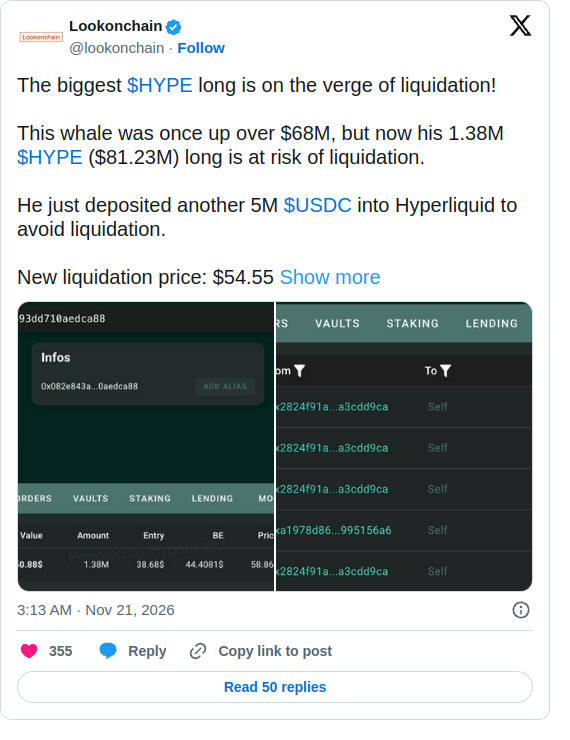 Lookonchain
Lookonchain
@lookonchain · Follow
The biggest $HYPE long is on the verge of liquidation!
This whale was once up over $68M, but now his 1.38M
$HYPE ($81.23M) long is at risk of liquidation.
He just deposited another 5M $USDC into Hyperliquid to
avoid liquidation.
New liquidation price: $54.55 Show more
93dd710aedca88
Infos
0x082e843a...0aedca88 ADD ALIAS
ORDERS VAULTS STAKING LENDING MO
Value Amount Entry BE Pric
0.88$ 1.38M 38.68$ 44.4081$ 58.86
Powered by
RS VAULTS STAKING LENDING
om To
x2824f91a...a3cdd9ca Self
x2824f91a...a3cdd9ca Self
x2824f91a...a3cdd9ca Self
xa1978d86...995156a6 Self
x2824f91a...a3cdd9ca Self
3:13 AM · Nov 21, 2026
355 Reply Copy link to post
Read 50 replies